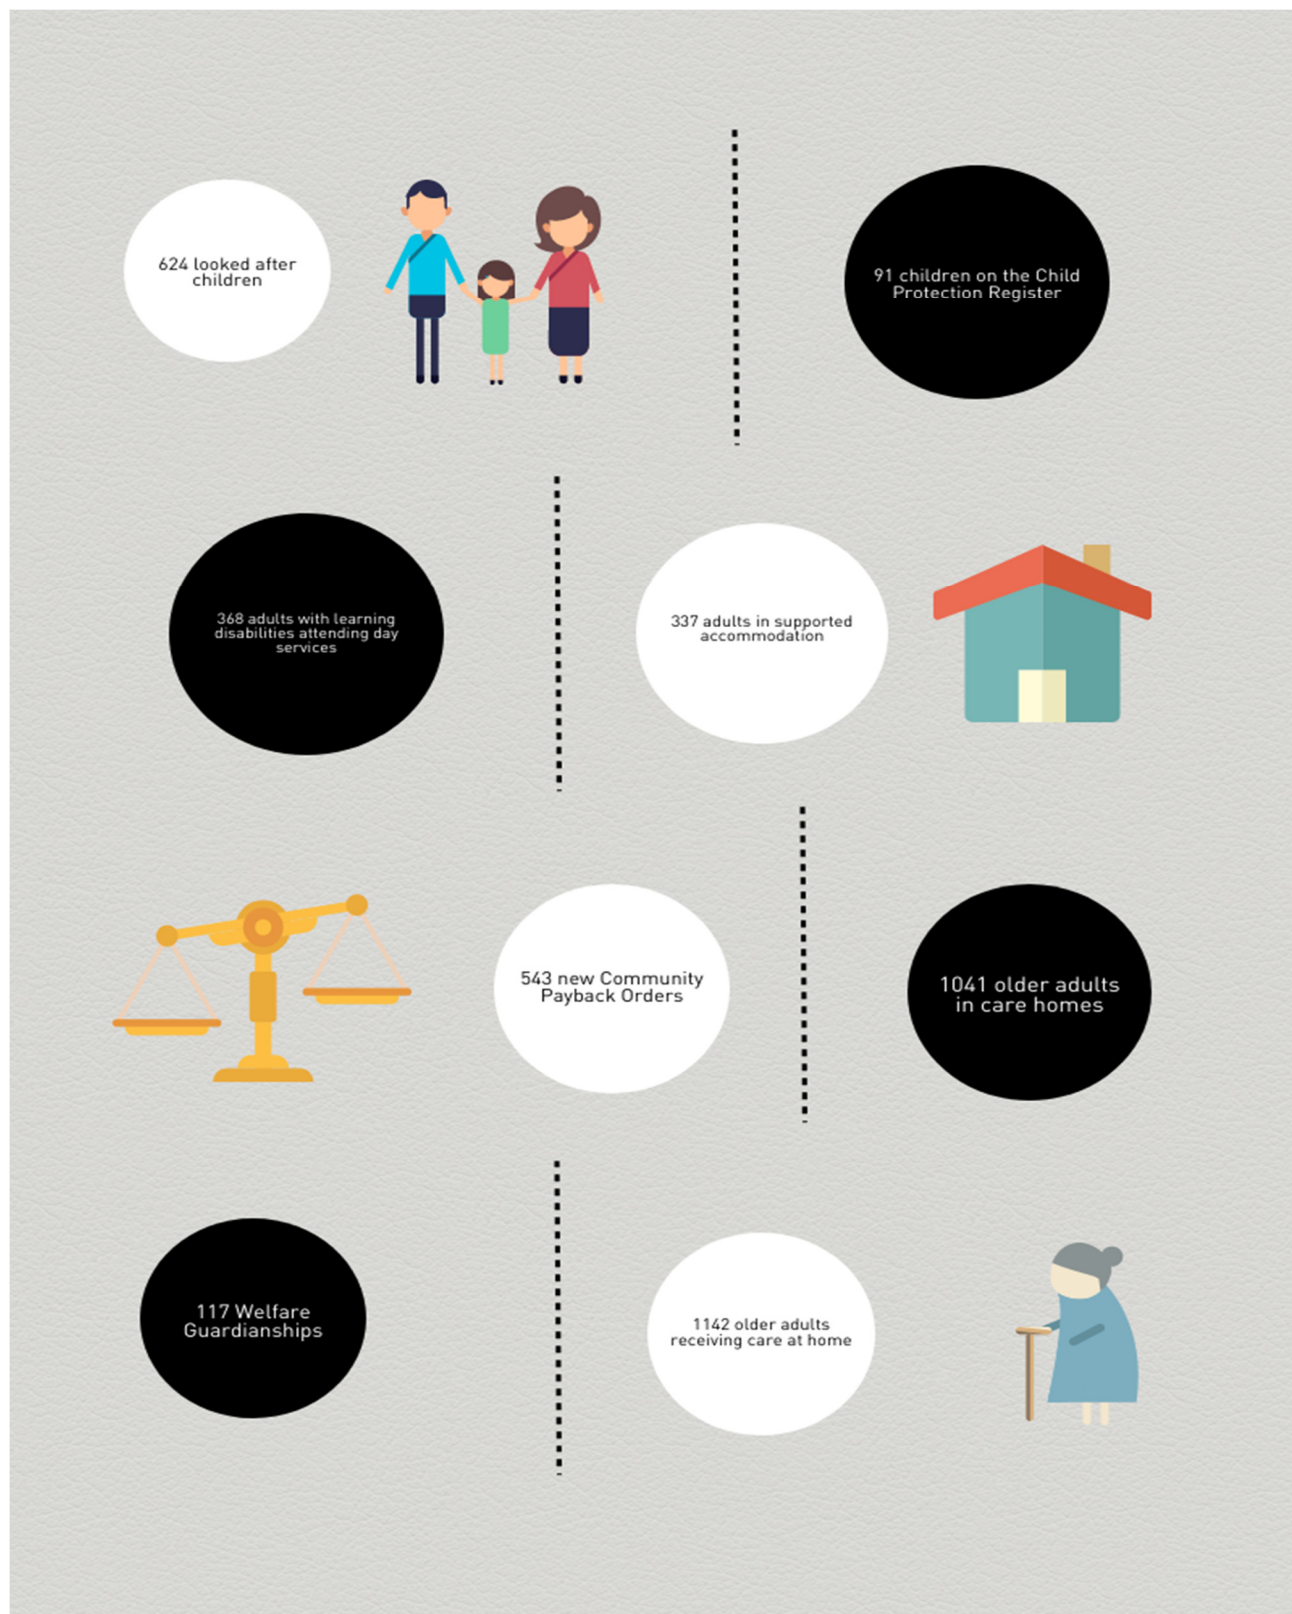 624 looked after
children
91 children on the Child
Protection Register
368 adults with learning
disabilities attending day
services
337 adults in supported
accommodation
543 new Community
Payback Orders
1041 older adults
in care homes
117 Welfare
Guardianships
1142 older adults
receiving care at home